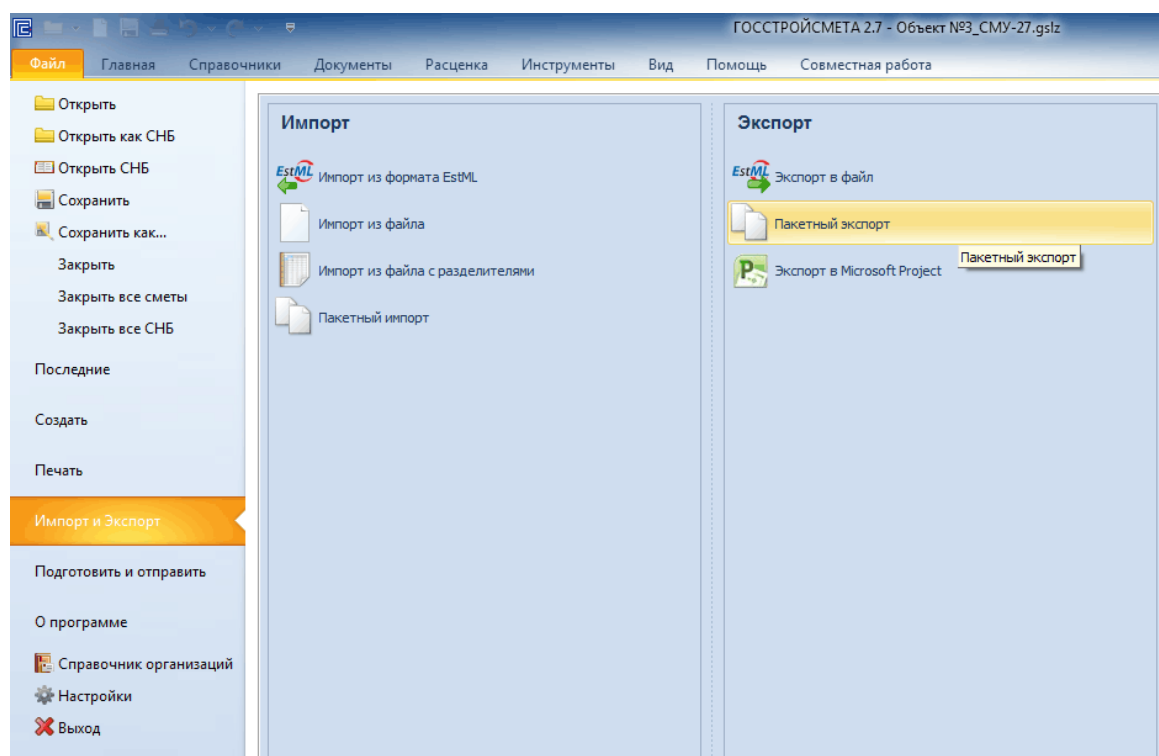 ГОССТРОЙСМЕТА 2.7 - Объект №3_СМУ-27.gslz
Файл Главная Справочники Документы Расценка Инструменты Вид Помощь Совместная работа
Открыть
Открыть как СНБ
Открыть СНБ
Сохранить
Сохранить как...
Закрыть
Закрыть все сметы
Закрыть все СНБ
Последние
Создать
Печать
Импорт и Экспорт
Подготовить и отправить
О программе
Справочник организаций
Настройки
Выход
Импорт
EstML Импорт из формата EstML
Импорт из файла
Импорт из файла с разделителями
Пакетный импорт
Экспорт
EstML Экспорт в файл
Пакетный экспорт
Пакетный экспорт
Экспорт в Microsoft Project